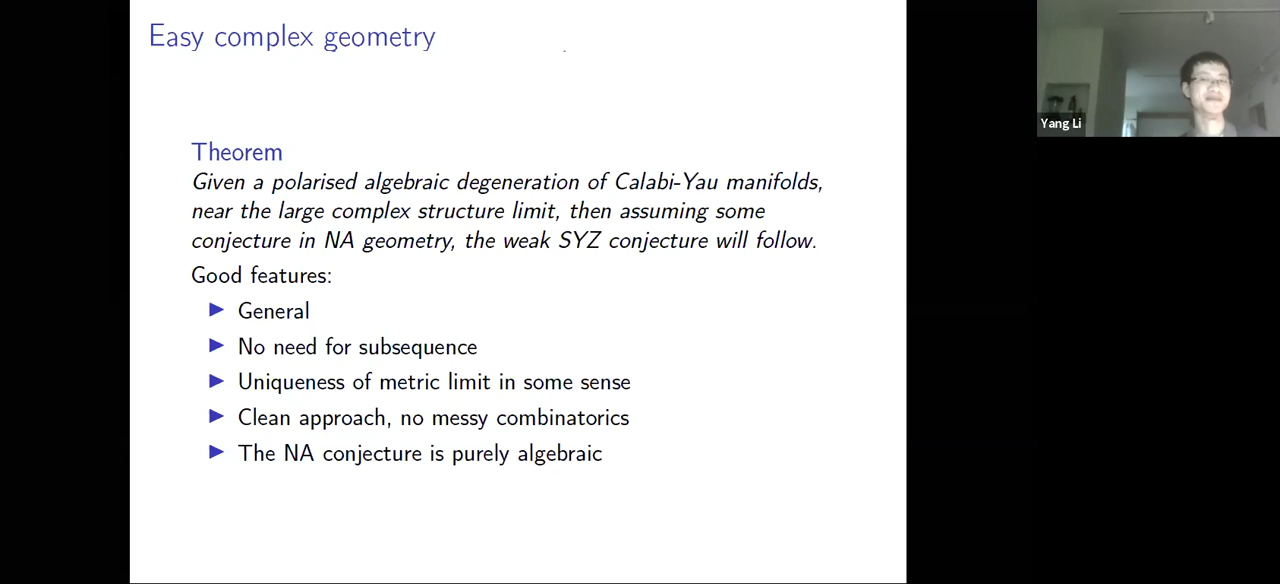 Easy complex geometry
Theorem
Given a polarised algebraic degeneration of Calabi-Yau manifolds,
near the large complex structure limit, then assuming some
conjecture in NA geometry, the weak SYZ conjecture will follow.
Good features:
General
No need for subsequence
Uniqueness of metric limit in some sense
Clean approach, no messy combinatorics
The NA conjecture is purely algebraic
Yang Li